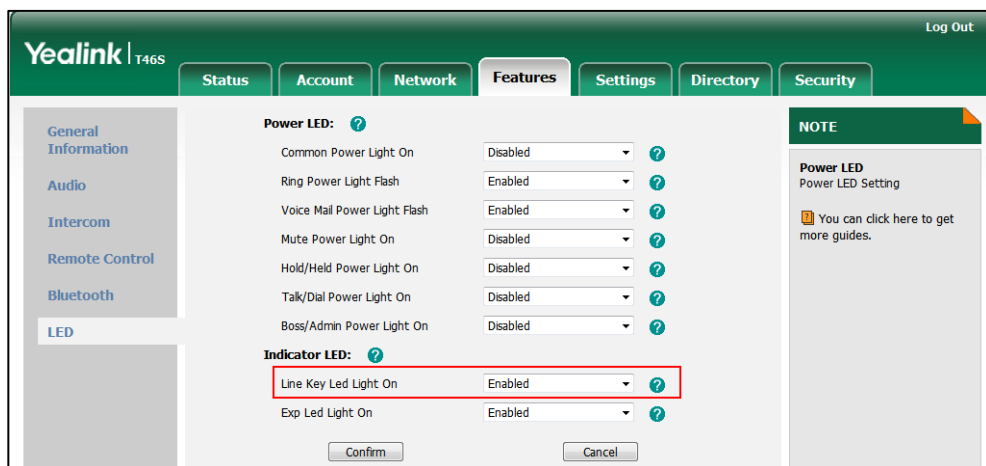 Log Out
Yealink T46S
Status Account Network Features Settings Directory Security
General Information
Audio
Intercom
Remote Control
Bluetooth
LED
Power LED: ?
Common Power Light On Disabled ?
Ring Power Light Flash Enabled ?
Voice Mail Power Light Flash Enabled ?
Mute Power Light On Disabled ?
Hold/Held Power Light On Disabled ?
Talk/Dial Power Light On Disabled ?
Boss/Admin Power Light On Disabled ?
Indicator LED: ?
Line Key Led Light On Enabled ?
Exp Led Light On Enabled ?
Confirm Cancel
NOTE
Power LED
Power LED Setting
? You can click here to get
more guides.